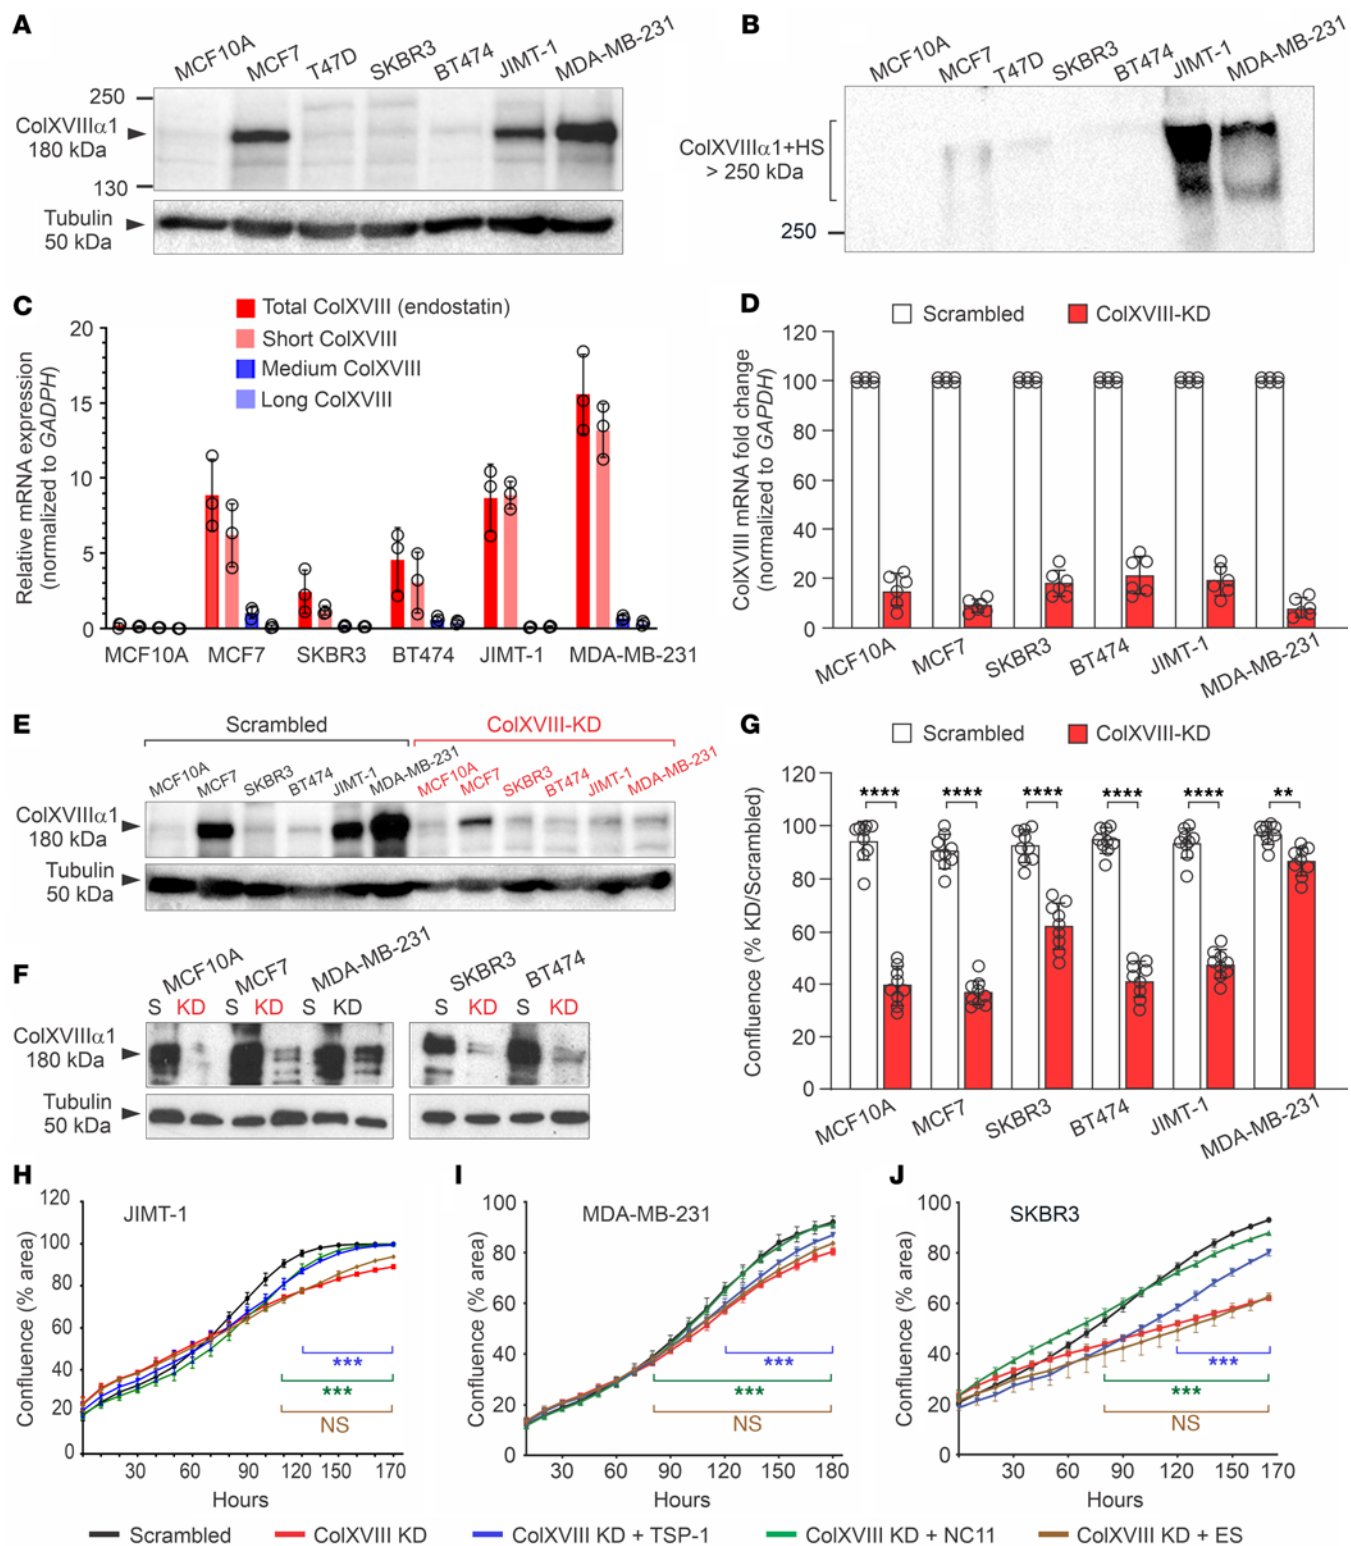 A
MCF10A MCF7 T47D SKBR3 BT474 JIMT-1 MDA-MB-231
250
ColXVIIIα1
180 kDa
130
Tubulin
50 kDa
B
MCF10A MCF7 T47D SKBR3 BT474 JIMT-1 MDA-MB-231
ColXVIIIα1+HS
> 250 kDa
250
C
Total ColXVIII (endostatin)
Short ColXVIII
Medium ColXVIII
Long ColXVIII
Relative mRNA expression
(normalized to GADPH)
20
15
10
5
0
MCF10A MCF7 SKBR3 BT474 JIMT-1 MDA-MB-231
D
Scrambled ColXVIII-KD
ColXVIII mRNA fold change
(normalized to GAPDH)
120
100
80
60
40
20
0
MCF10A MCF7 SKBR3 BT474 JIMT-1 MDA-MB-231
E
Scrambled ColXVIII-KD
MCF10A MCF7 SKBR3 BT474 JIMT-1 MDA-MB-231 MCF10A MCF7 SKBR3 BT474 JIMT-1 MDA-MB-231
ColXVIIIα1
180 kDa
Tubulin
50 kDa
F
MCF10A MCF7 MDA-MB-231 SKBR3 BT474
S KD S KD S KD S KD S KD
ColXVIIIα1
180 kDa
Tubulin
50 kDa
G
Scrambled ColXVIII-KD
Confluence (% KD/Scrambled)
120
100
80
60
40
20
0
**** **** **** **** **** **
MCF10A MCF7 SKBR3 BT474 JIMT-1 MDA-MB-231
H
JIMT-1
Confluence (% area)
120
100
80
60
40
20
0
***
***
NS
30 60 90 120 150 170
Hours
I
MDA-MB-231
Confluence (% area)
100
80
60
40
20
0
***
***
NS
30 60 90 120 150 180
Hours
J
SKBR3
Confluence (% area)
100
80
60
40
20
0
***
***
NS
30 60 90 120 150 170
Hours
Scrambled ColXVIII KD ColXVIII KD + TSP-1 ColXVIII KD + NC11 ColXVIII KD + ES